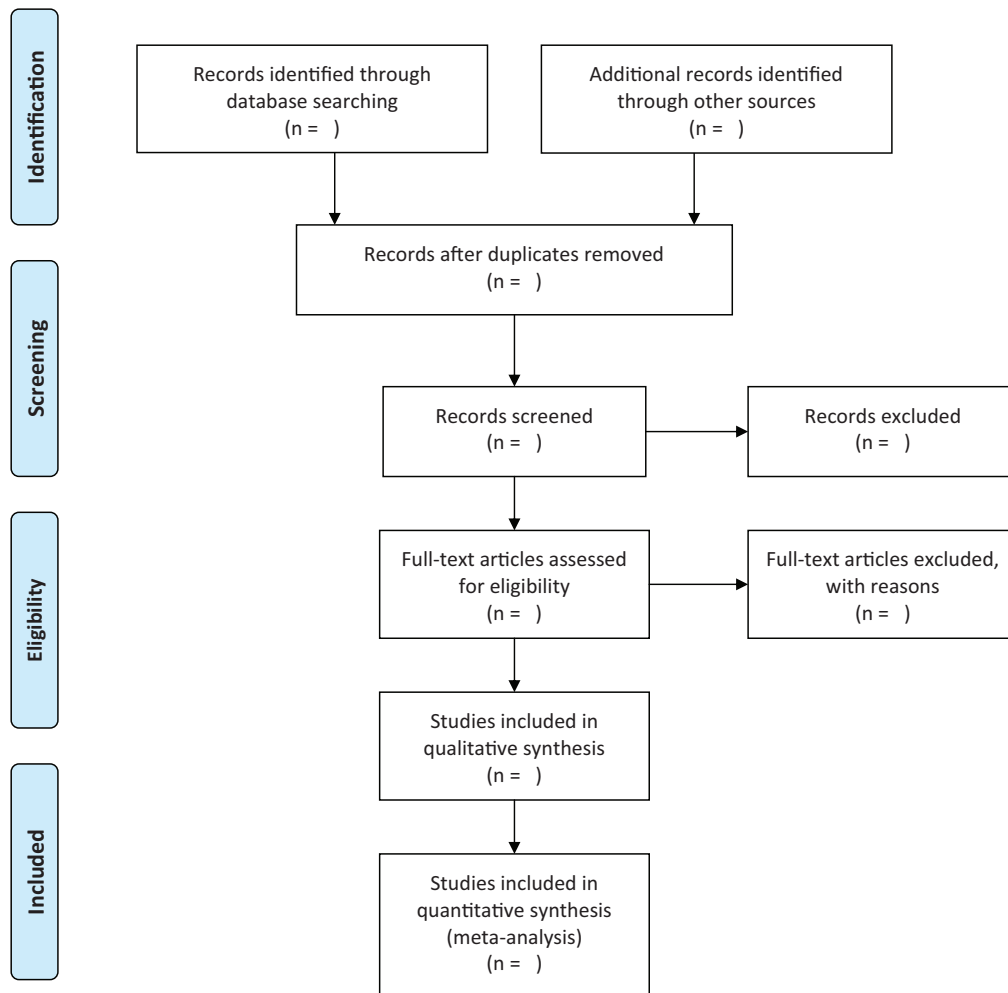 Identification
Records identified through
database searching
(n =   )
Additional records identified
through other sources
(n =   )
Records after duplicates removed
(n =   )
Screening
Records screened
(n =   )
Records excluded
(n =   )
Eligibility
Full-text articles assessed
for eligibility
(n =   )
Full-text articles excluded,
with reasons
(n =   )
Studies included in
qualitative synthesis
(n =   )
Included
Studies included in
quantitative synthesis
(meta-analysis)
(n =   )